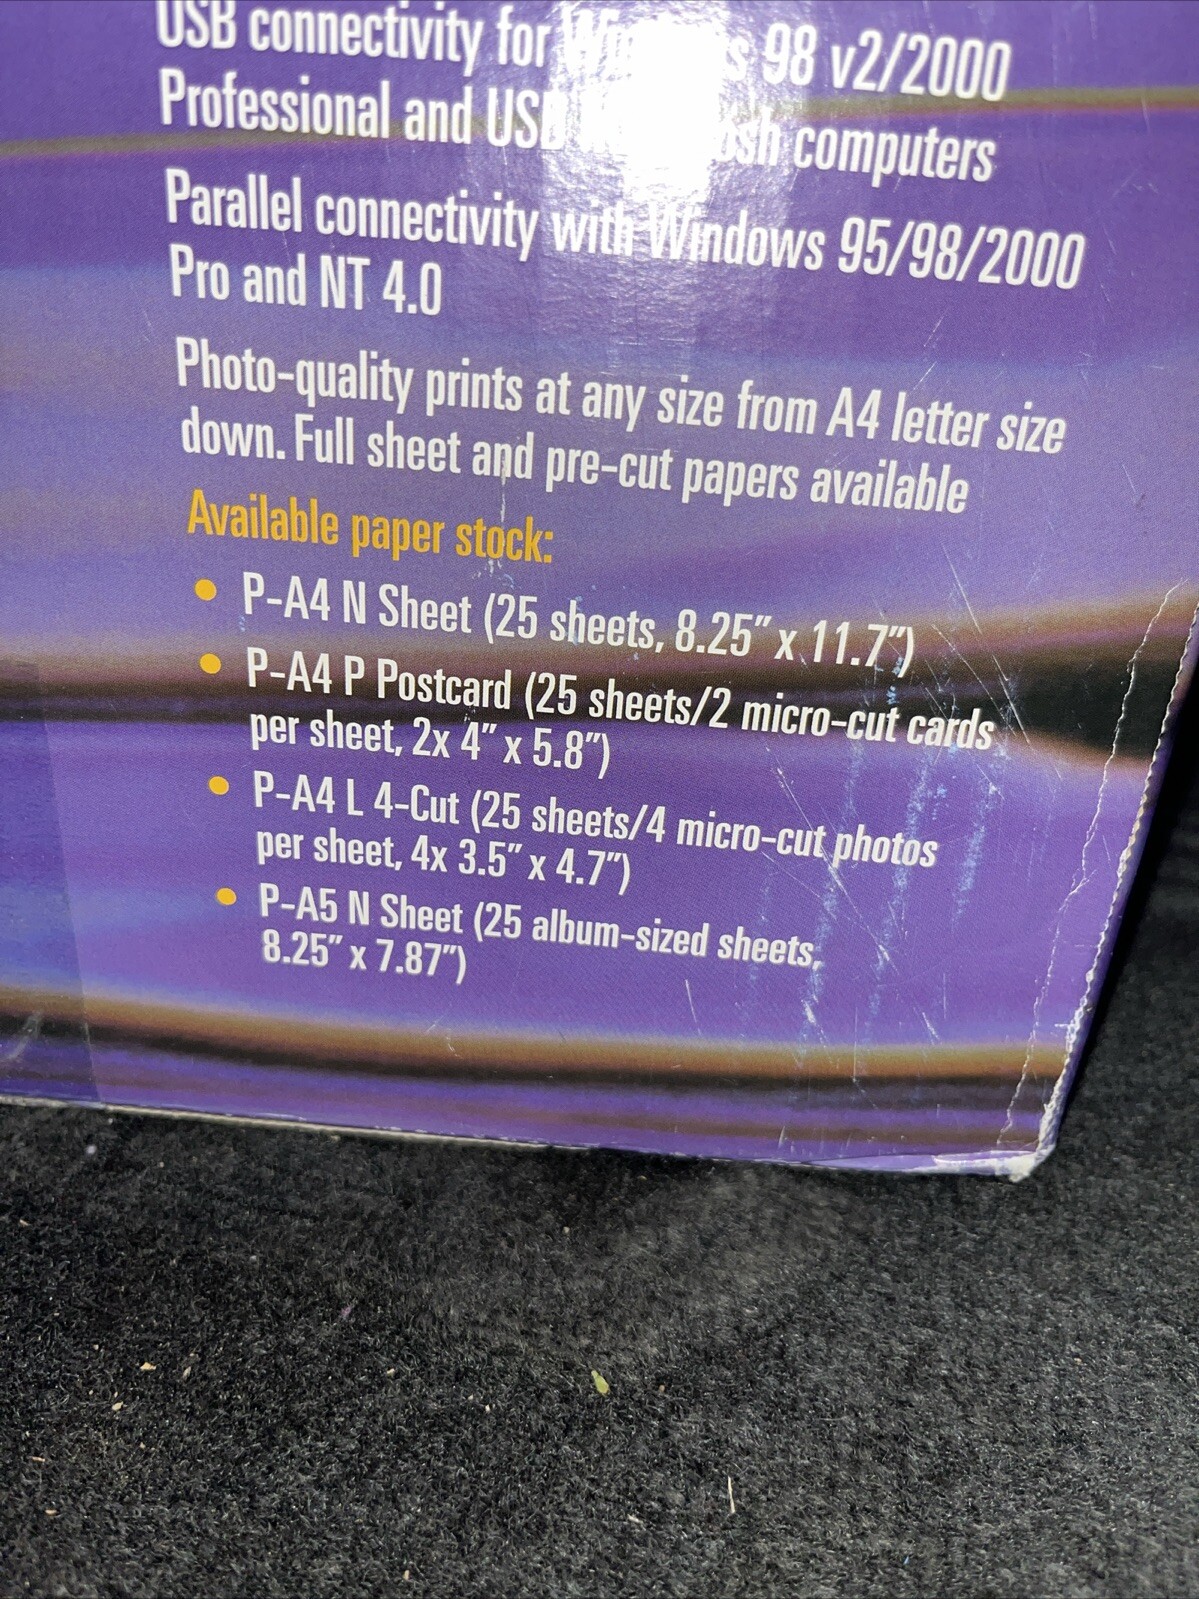 USB connectivity for 98 v2/2000
Professional and USB computers
Parallel connectivity with Windows 95/98/2000
Pro and NT 4.0
Photo-quality prints at any size from A4 letter size
down. Full sheet and pre-cut papers available
Available paper stock:
• P-A4 N Sheet (25 sheets, 8.25″ x 11.7″)
• P-A4 P Postcard (25 sheets/2 micro-cut cards
per sheet, 2x 4″ x 5.8″)
• P-A4 L 4-Cut (25 sheets/4 micro-cut photos
per sheet, 4x 3.5″ x 4.7″)
• P-A5 N Sheet (25 album-sized sheets,
8.25″ x 7.87″)